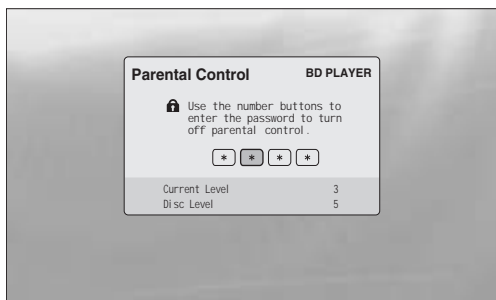 Parental Control BD PLAYER
Use the number buttons to
enter the password to turn
off parental control.
* * * *
Current Level 3
Disc Level 5